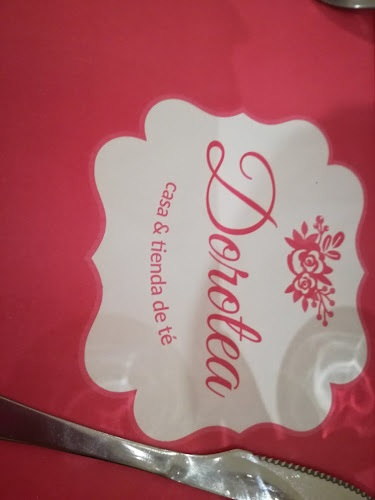 Dorotea
casa & tienda de té